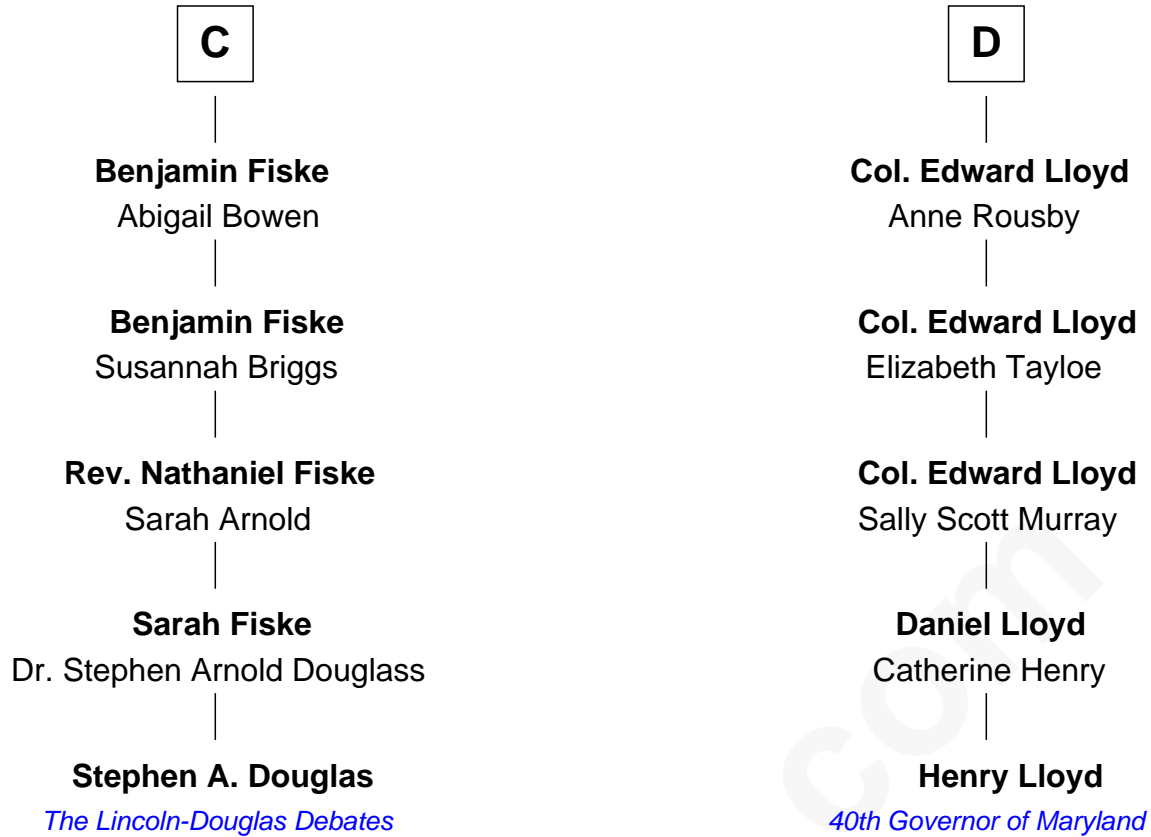 C
Benjamin Fiske
Abigail Bowen
Benjamin Fiske
Susannah Briggs
Rev. Nathaniel Fiske
Sarah Arnold
Sarah Fiske
Dr. Stephen Arnold Douglass
Stephen A. Douglas
The Lincoln-Douglas Debates
D
Col. Edward Lloyd
Anne Rousby
Col. Edward Lloyd
Elizabeth Tayloe
Col. Edward Lloyd
Sally Scott Murray
Daniel Lloyd
Catherine Henry
Henry Lloyd
40th Governor of Maryland
com